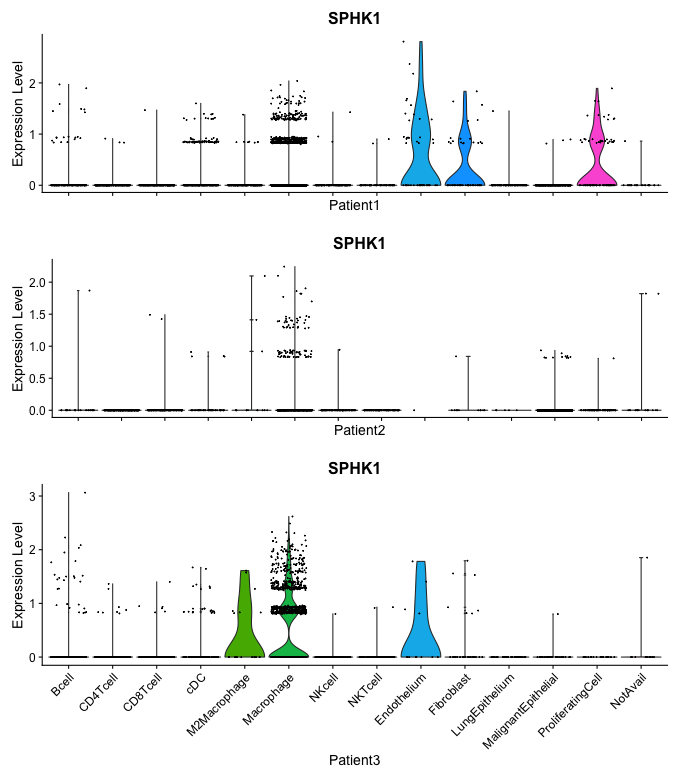 SPHK1
Expression Level
2
1
0
Patient1
SPHK1
Expression Level
2.0
1.5
1.0
0.5
0.0
Patient2
SPHK1
Expression Level
3
2
1
0
Bcell
CD4Tcell
CD8Tcell
cDC
M2Macrophage
Macrophage
NKcell
NKTcell
Endothelium
Fibroblast
LungEpithelium
MalignantEpithelial
ProliferatingCell
NotAvail
Patient3